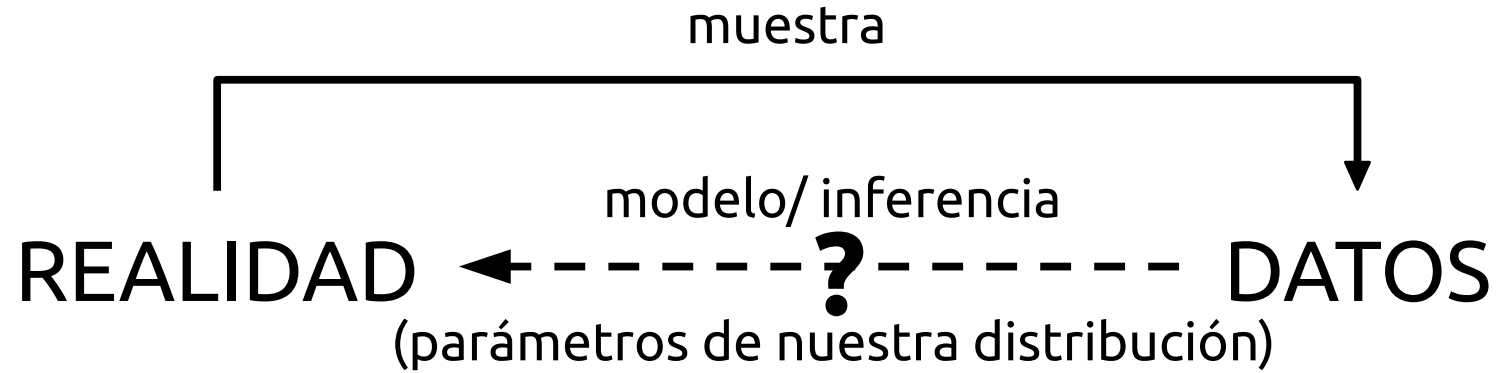 muestra
modelo/ inferencia
REALIDAD ? DATOS
(parámetros de nuestra distribución)